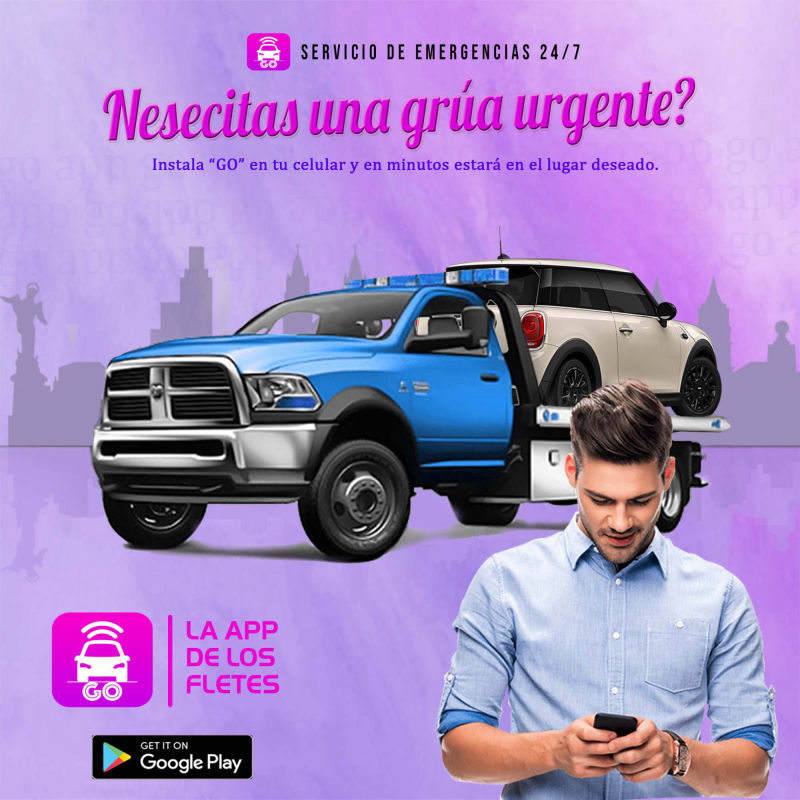 GO
SERVICIO DE EMERGENCIAS 24/7
Nesecitas una grúa urgente?
Instala “GO” en tu celular y en minutos estará en el lugar deseado.
GO
LA APP
DE LOS
FLETES
GET IT ON
Google Play